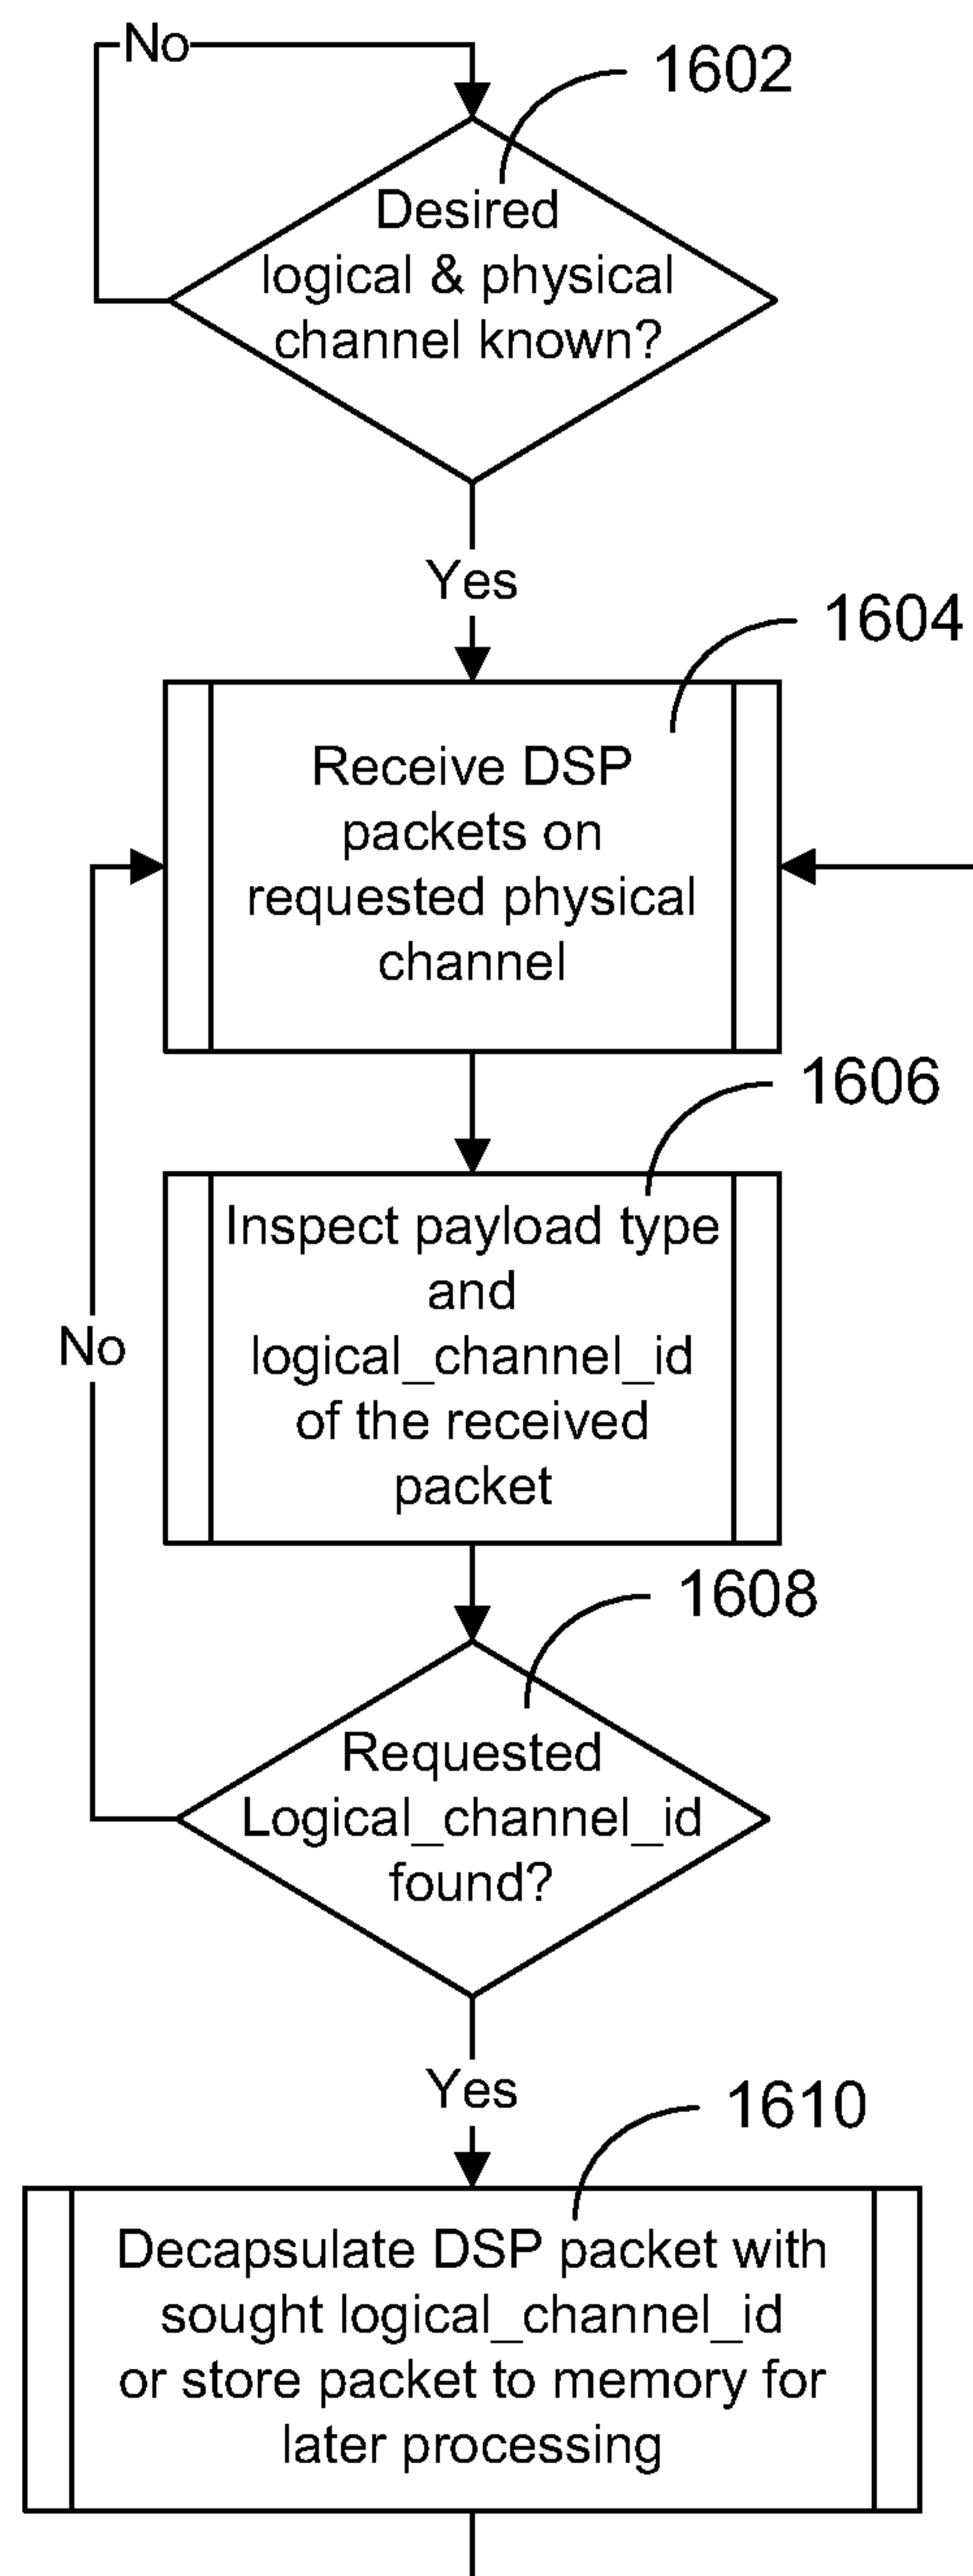 No
1602
Desired
logical & physical
channel known?
Yes
1604
Receive DSP
packets on
requested physical
channel
1606
Inspect payload type
and
logical_channel_id
of the received
packet
No
1608
Requested
Logical_channel_id
found?
Yes
1610
Decapsulate DSP packet with
sought logical_channel_id
or store packet to memory for
later processing